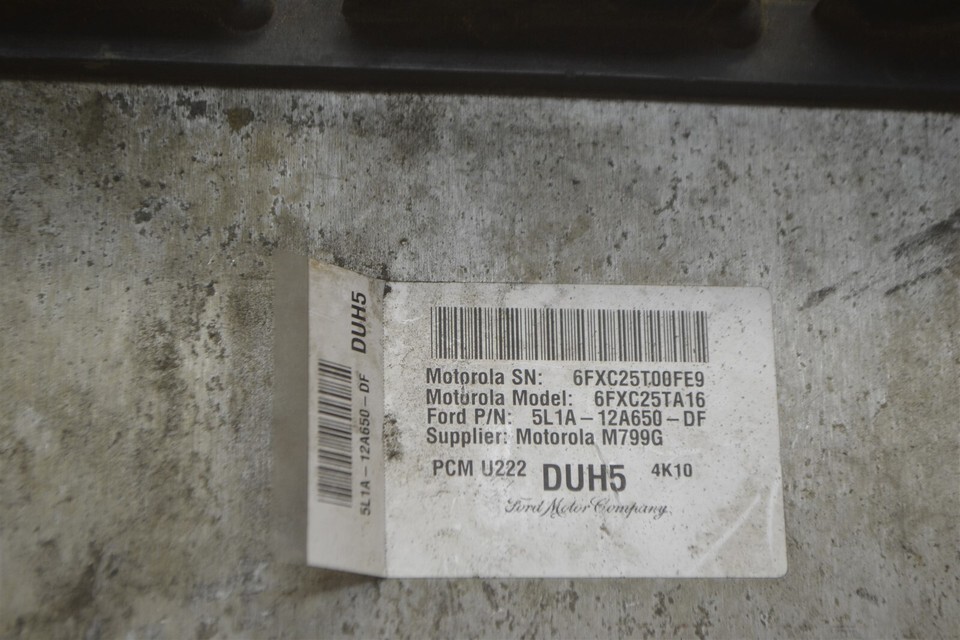 DUH5
5L1A-12A650-DF
Motorola SN: 6FXC25T00FE9
Motorola Model: 6FXC25TA16
Ford P/N: 5L1A-12A650-DF
Supplier: Motorola M799G
PCM U222 DUH5 4K10
Ford Motor Company